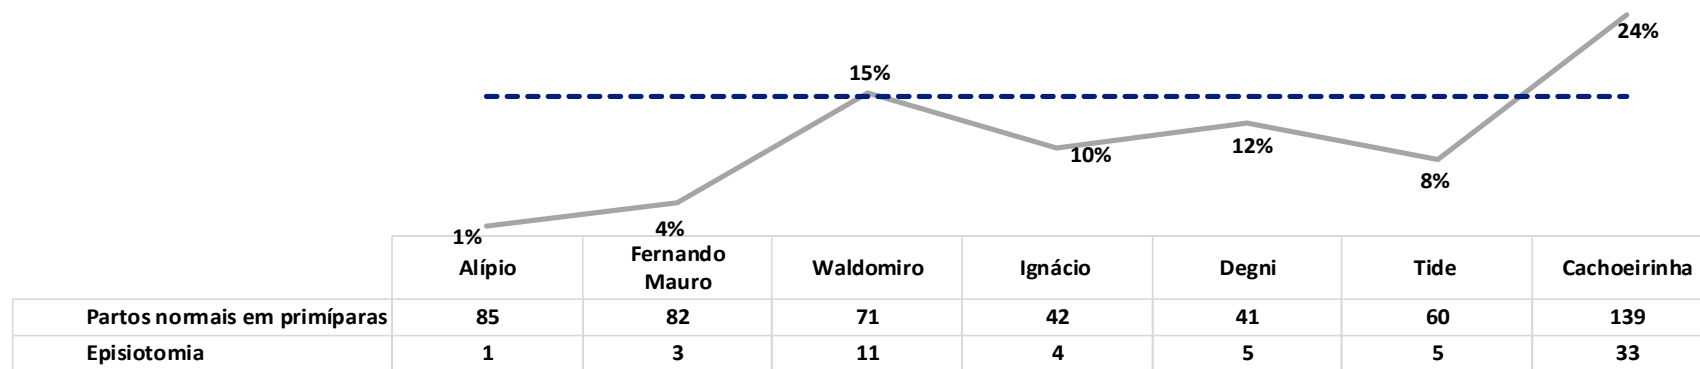 24%
15%
12%
10%
8%
4%
1%
Alípio Fernando Mauro Waldomiro Ignácio Degni Tide Cachoeirinha
Partos normais em primíparas 85 82 71 42 41 60 139
Episiotomia 1 3 11 4 5 5 33